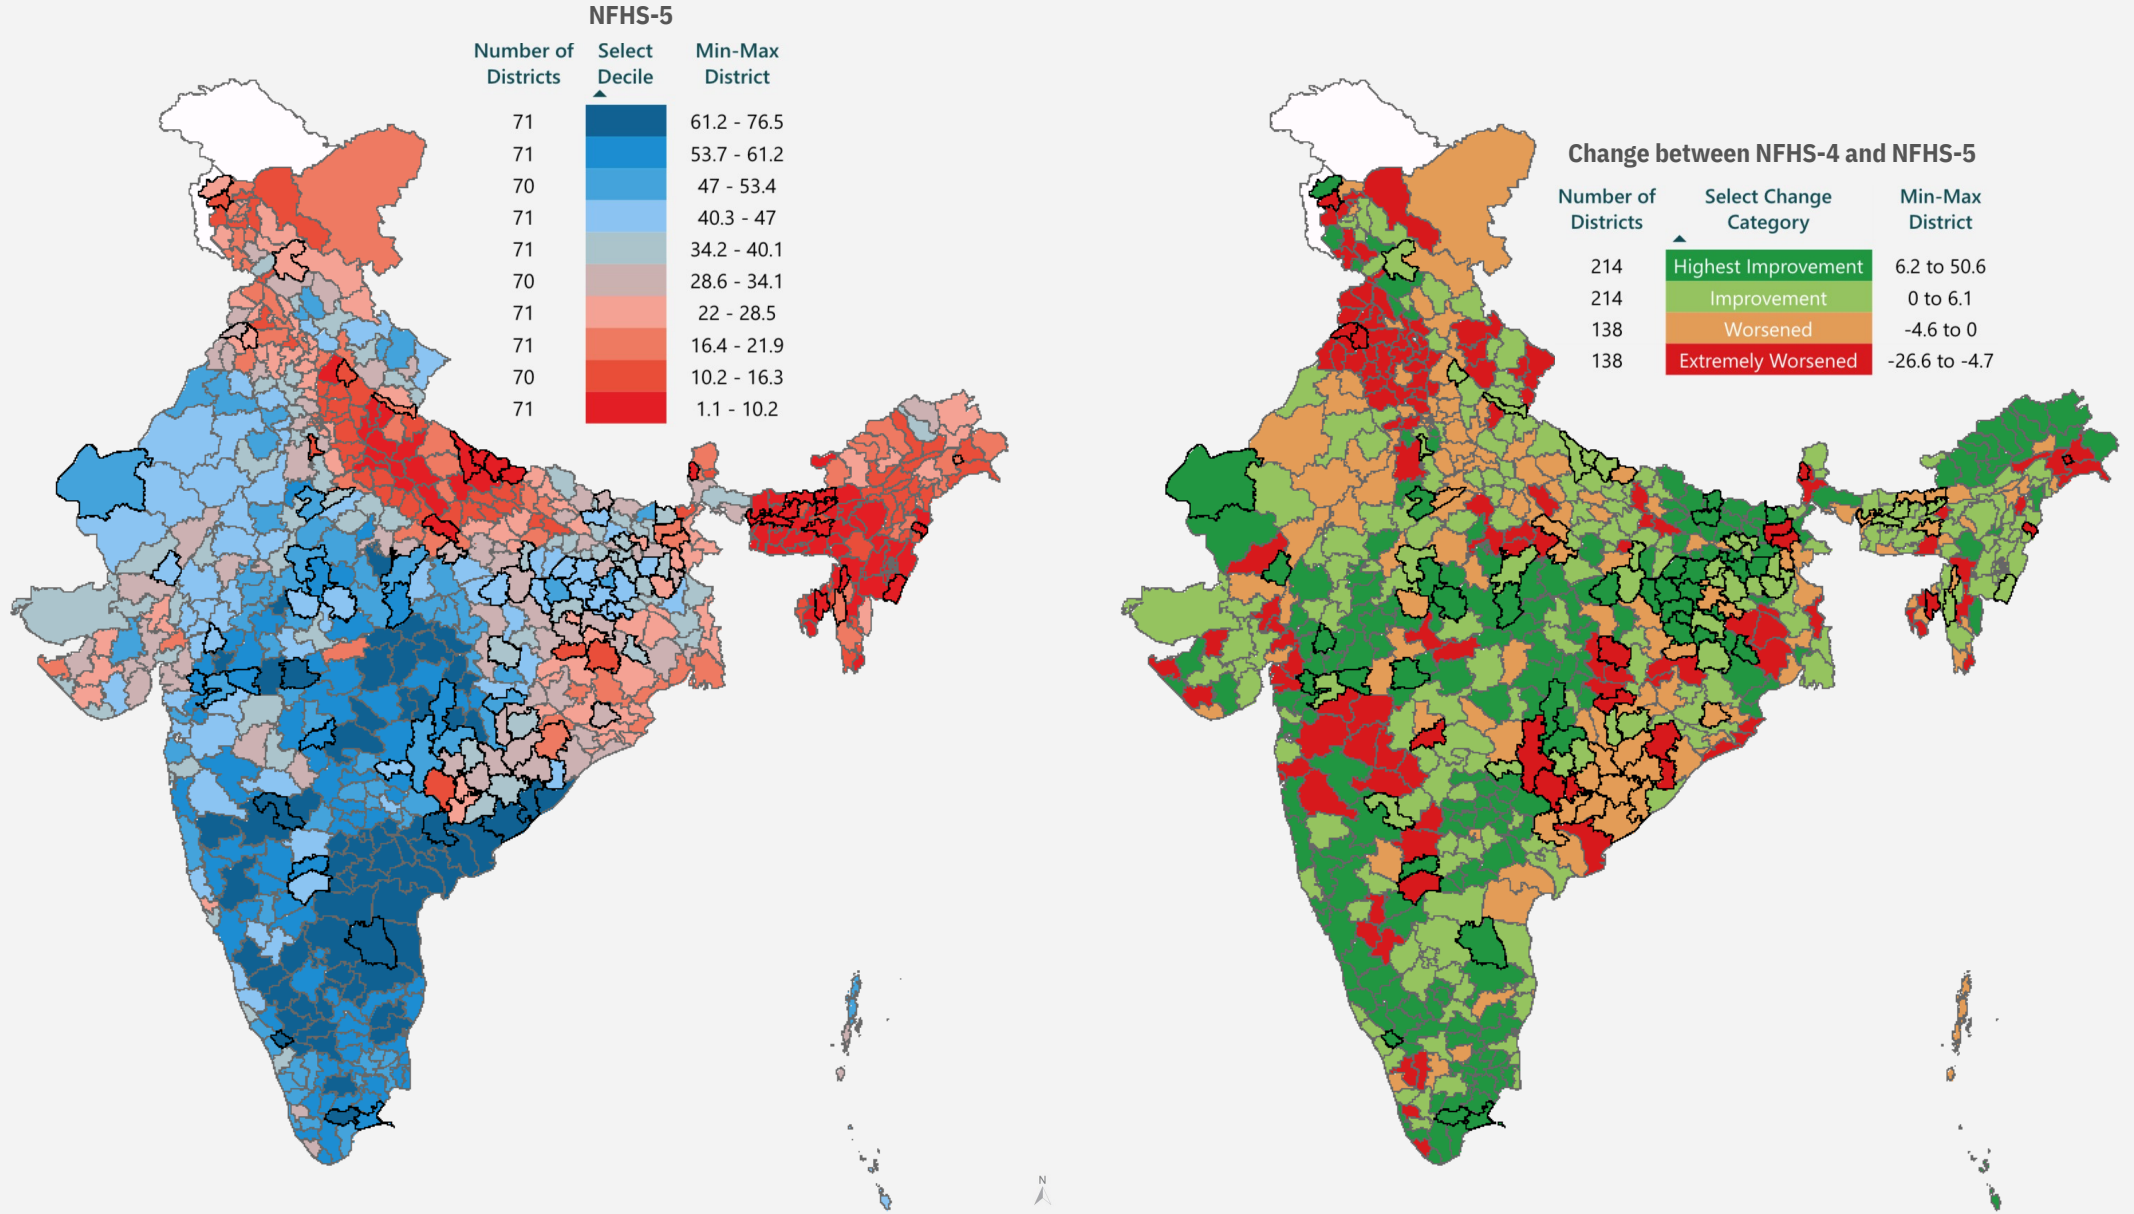 NFHS-5
Number of Districts Select Decile Min-Max District
71 61.2 - 76.5
71 53.7 - 61.2
70 47 - 53.4
71 40.3 - 47
71 34.2 - 40.1
70 28.6 - 34.1
71 22 - 28.5
71 16.4 - 21.9
70 10.2 - 16.3
71 1.1 - 10.2
Change between NFHS-4 and NFHS-5
Number of Districts Select Change Category Min-Max District
214 Highest Improvement 6.2 to 50.6
214 Improvement 0 to 6.1
138 Worsened -4.6 to 0
138 Extremely Worsened -26.6 to -4.7
N